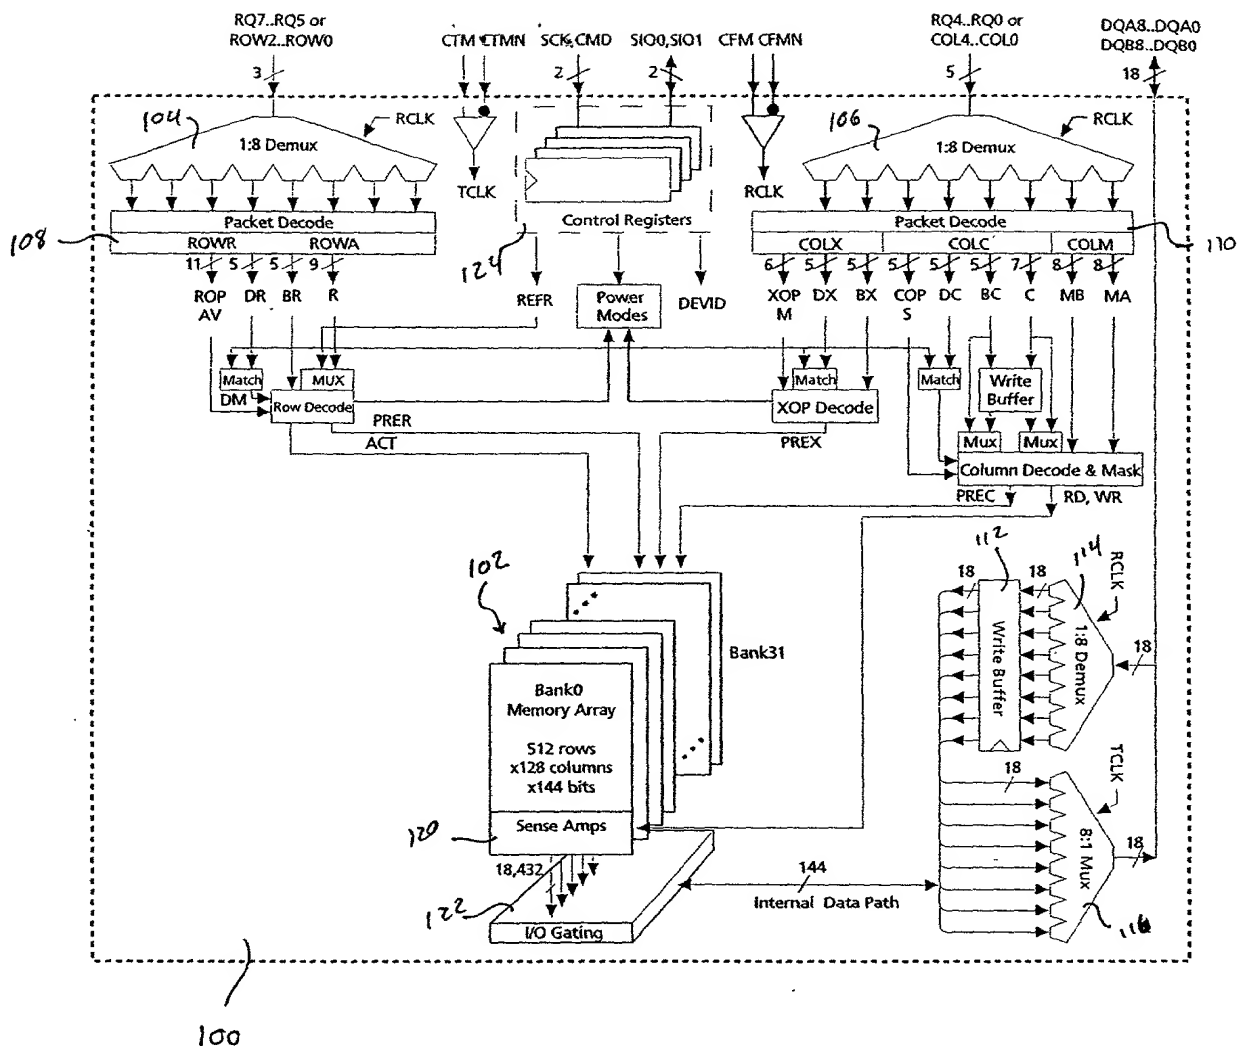 RQ7..RQ5 or
ROW2..ROW0
CTM CTMN
SCK,CMD
SIO0,SIO1
CFM CFMN
RQ4..RQ0 or
COL4..COL0
DQA8..DQA0
DQB8..DQB0
3
2
2
5
18
104
RCLK
1:8 Demux
TCLK
Control Registers
124
RCLK
106
RCLK
1:8 Demux
Packet Decode
ROWR ROWA
108
11 5 5 9
ROP DR BR R
AV
REFR
Power
Modes
DEVID
Packet Decode
COLX COLC COLM
110
6 5 5 5 5 5 7 8 8
XOP DX BX COP DC BC C MB MA
M S
Match
MUX
DM
Row Decode
PRER
ACT
Match
XOP Decode
PREX
Match
Write
Buffer
Mux
Mux
Column Decode & Mask
PREC
RD, WR
102
Bank31
Bank0
Memory Array
512 rows
x128 columns
x144 bits
Sense Amps
120
18,432
122
I/O Gating
144
Internal Data Path
112
114
RCLK
18
18
Write Buffer
1:8 Demux
18
TCLK
18
8:1 Mux
18
116
100